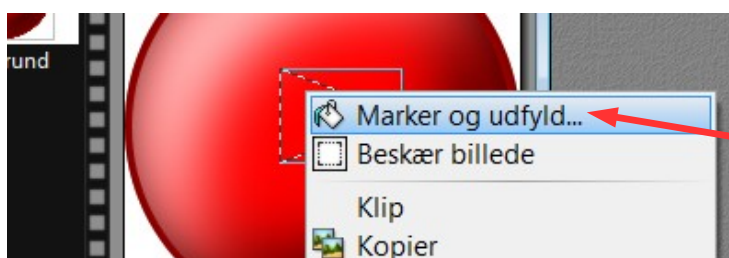 rund
Marker og udfyld...
Beskær billede
Klip
Kopier